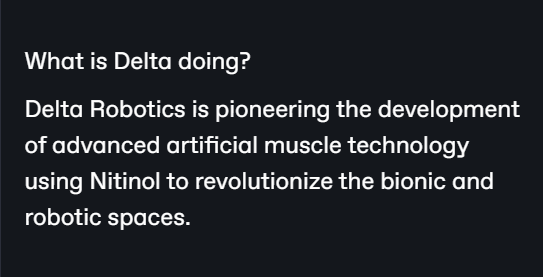 What is Delta doing?
Delta Robotics is pioneering the development
of advanced artificial muscle technology
using Nitinol to revolutionize the bionic and
robotic spaces.